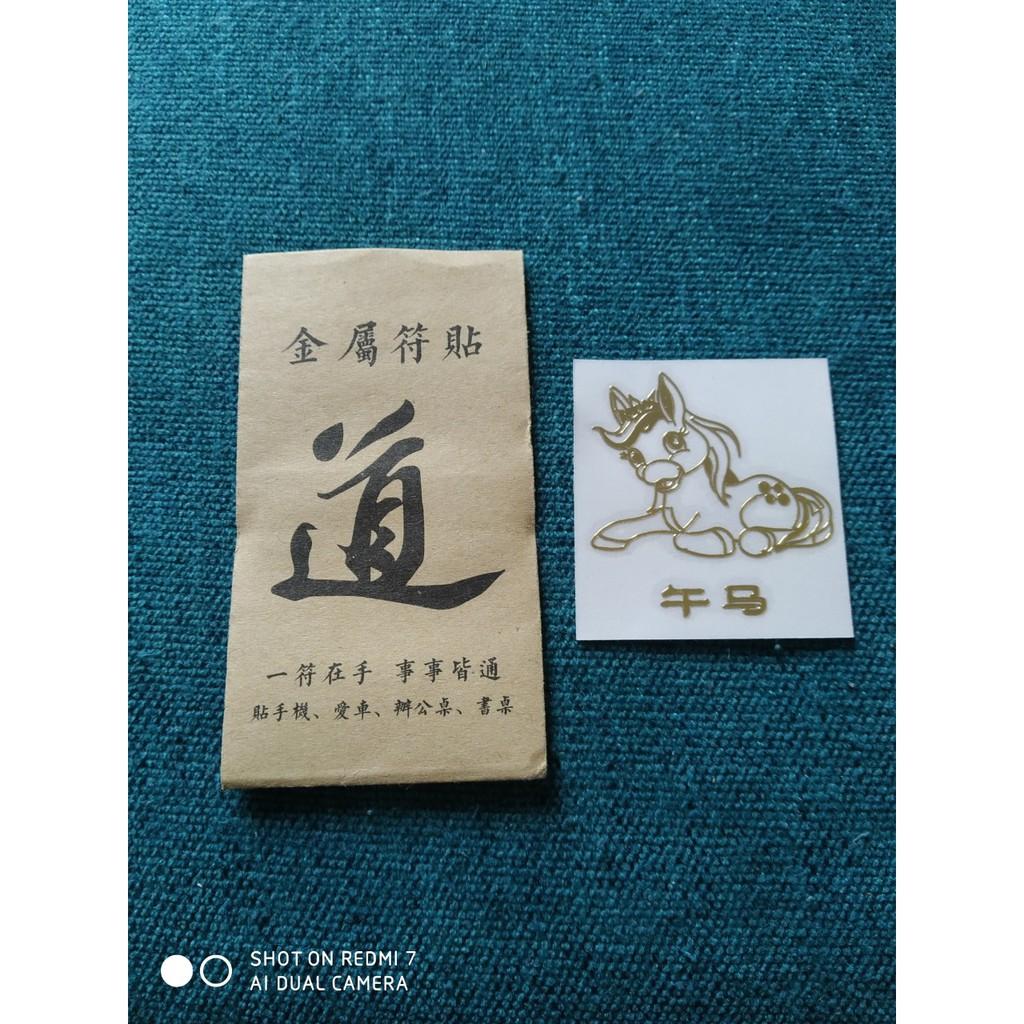 金屬符貼
道
一符在手 事事皆通
貼手機、愛車、辦公桌、書桌
午马
SHOT ON REDMI 7
AI DUAL CAMERA